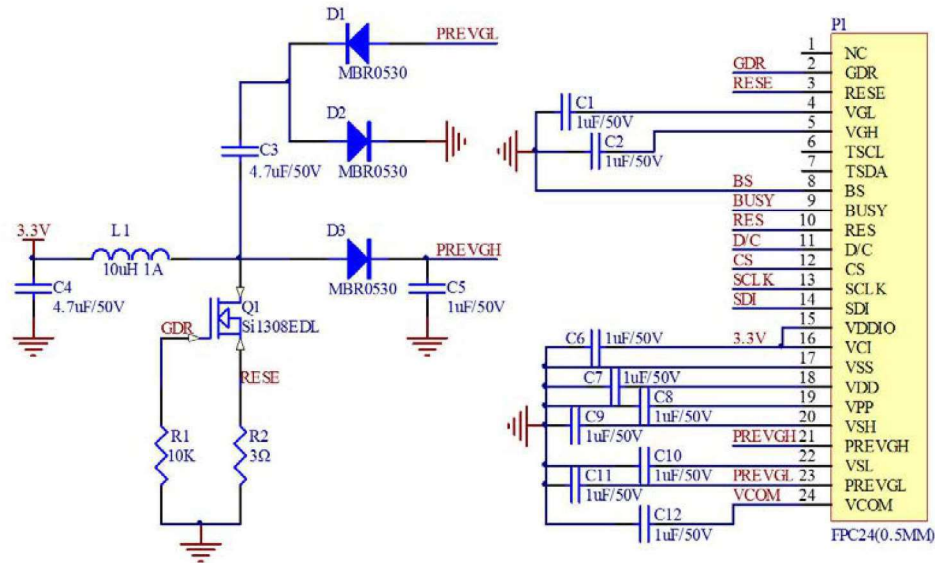 D1
PREVGL
MBR0530
D2
MBR0530
C3
4.7uF/50V
3.3V
L1
10uH 1A
D3
PREVGH
MBR0530
C4
4.7uF/50V
C5
1uF/50V
Q1
Si1308EDL
GDR
RESE
R1
10K
R2
3Ω
P1
1 NC
GDR 2 GDR
RESE 3 RESE
C1
1uF/50V
4 VGL
5 VGH
C2
1uF/50V
6 TSCL
7 TSDA
BS 8 BS
BUSY 9 BUSY
RES 10 RES
D/C 11 D/C
CS 12 CS
SCLK 13 SCLK
SDI 14 SDI
15 VDDIO
C6 1uF/50V 3.3V 16 VCI
17 VSS
C7 1uF/50V 18 VDD
C8 1uF/50V 19 VPP
C9 1uF/50V 20 VSH
PREVGH 21 PREVGH
C10 1uF/50V 22 VSL
C11 1uF/50V PREVGL 23 PREVGL
VCOM 24 VCOM
C12
1uF/50V
FPC24(0.5MM)